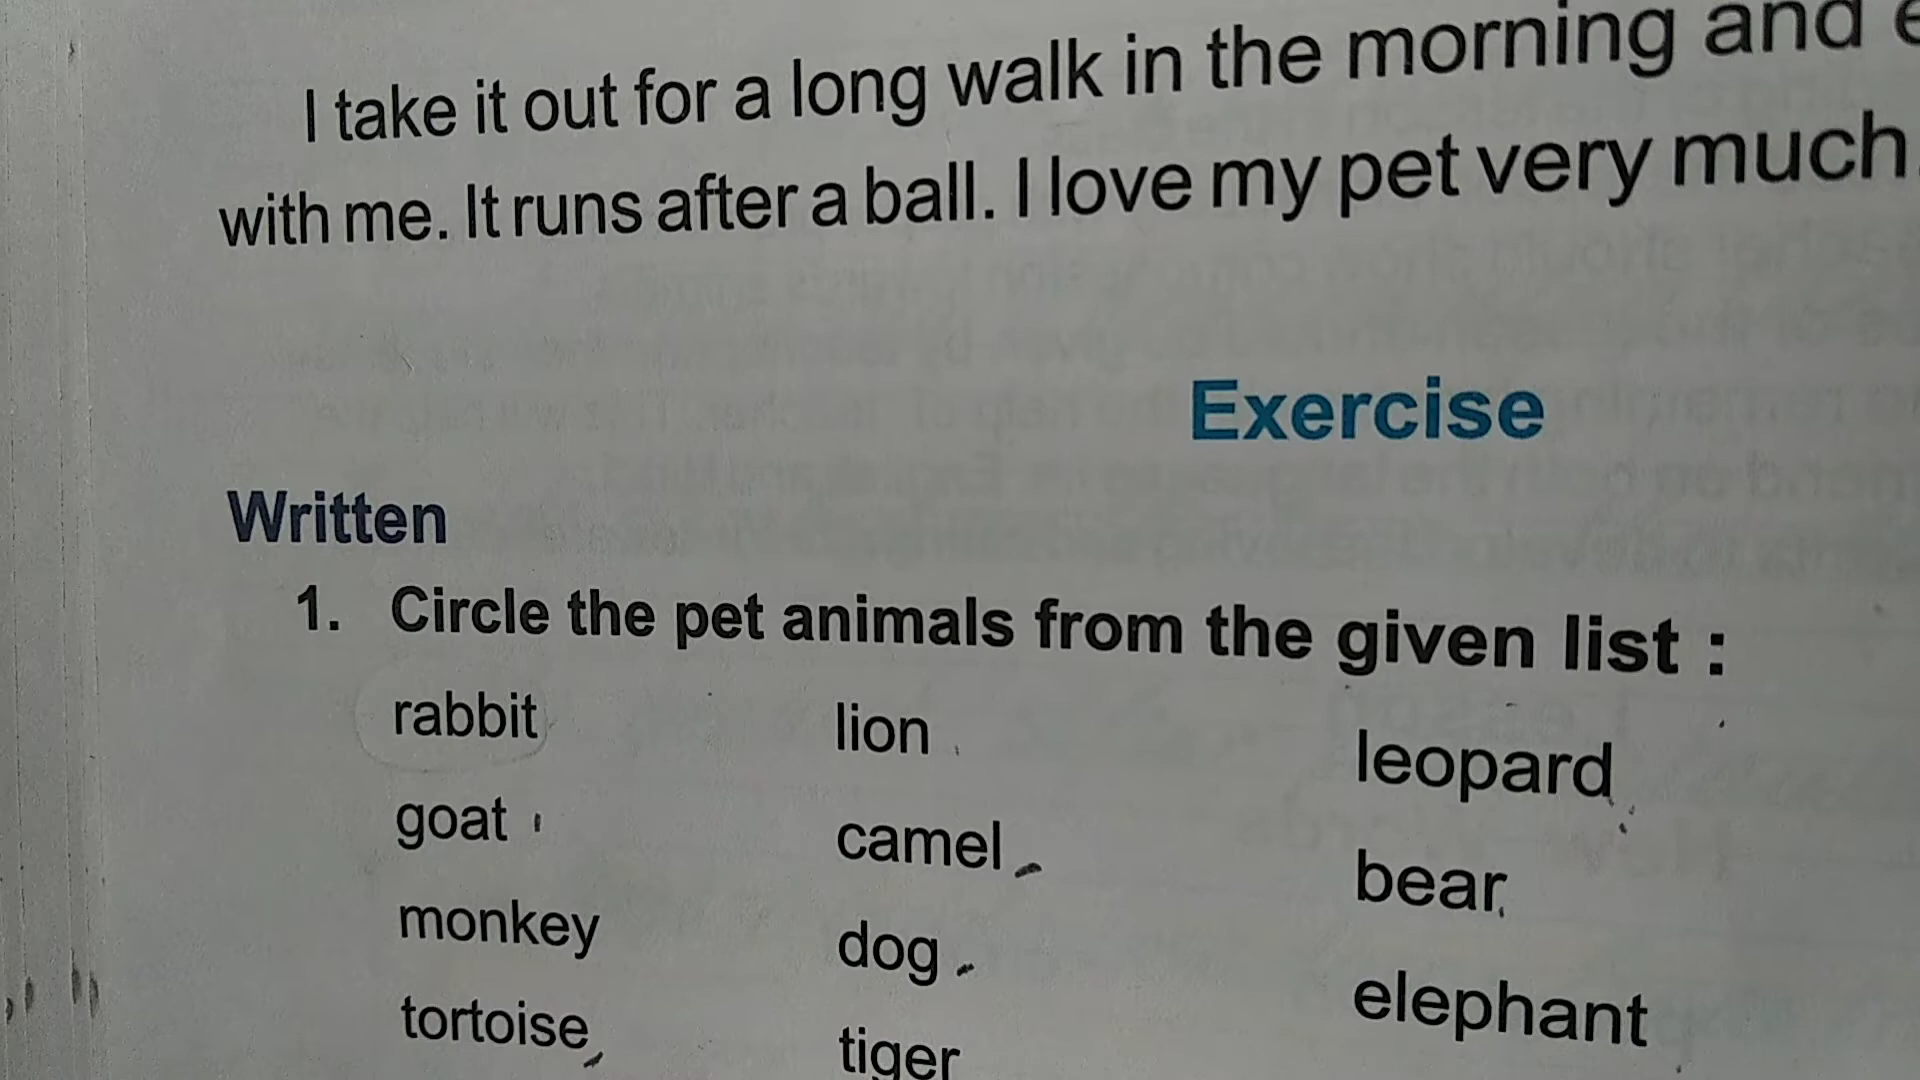 I take it out for a long walk in the morning and
with me. It runs after a ball. I love my pet very much.
Exercise
Written
1. Circle the pet animals from the given list :
rabbit lion leopard
goat camel bear
monkey dog elephant
tortoise tiger